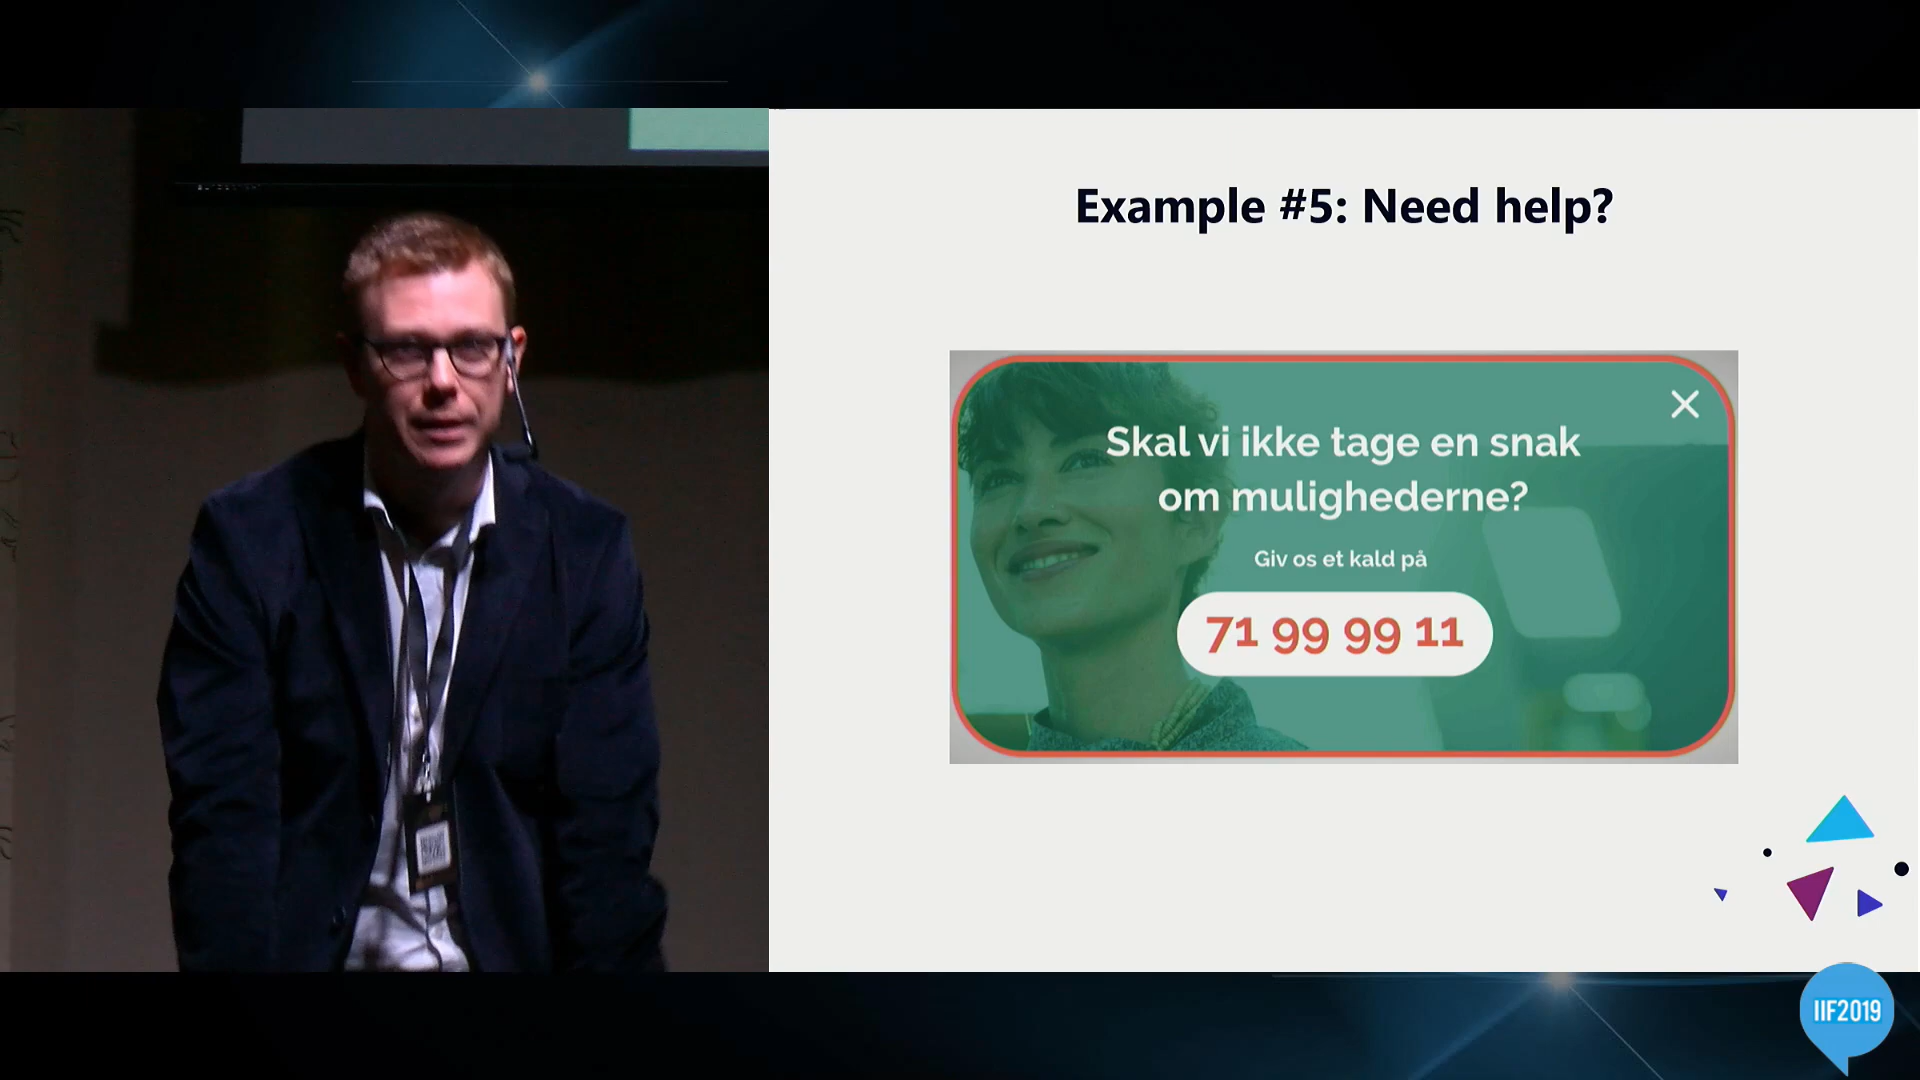 Example #5: Need help?
Skal vi ikke tage en snak
om mulighederne?
Giv os et kald på
71 99 99 11
IIF2019